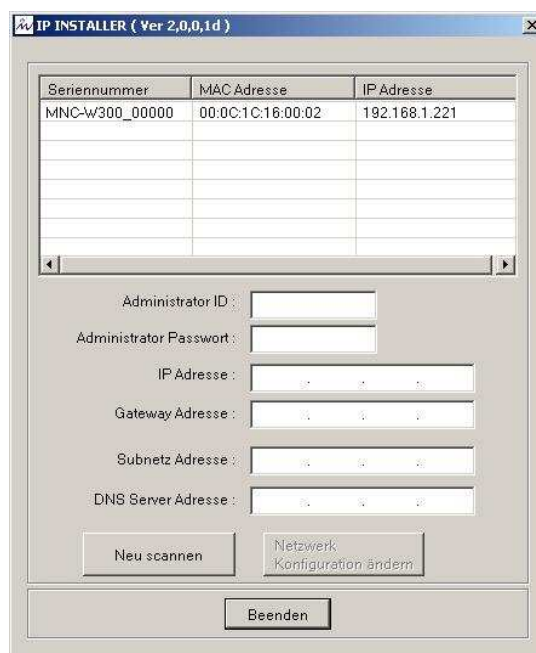 IP INSTALLER ( Ver 2,0,0,1d )
Seriennummer MAC Adresse IP Adresse
MNC-W300_00000 00:0C:1C:16:00:02 192.168.1.221
Administrator ID :
Administrator Passwort :
IP Adresse : . . .
Gateway Adresse : . . .
Subnetz Adresse : . . .
DNS Server Adresse : . . .
Neu scannen
Netzwerk
Konfiguration ändern
Beenden